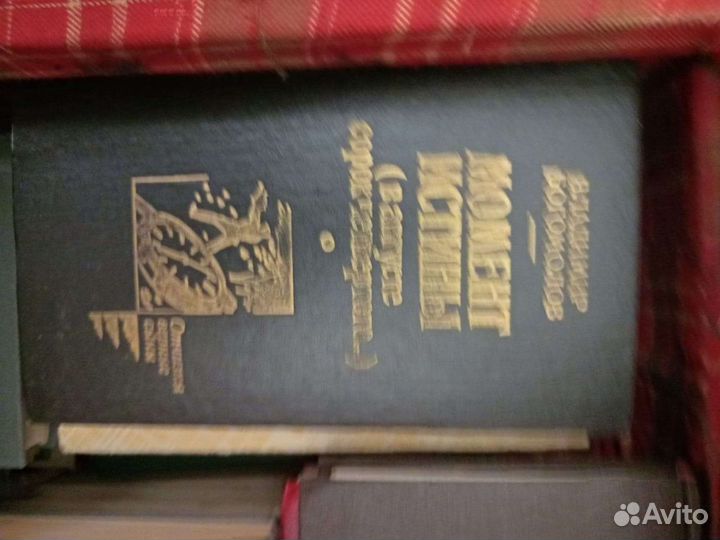 ВЛАДИМИР
БОГОМОЛОВ
МОМЕНТ
ИСТИНЫ
(в августе
сорок четвертого...)
Avito